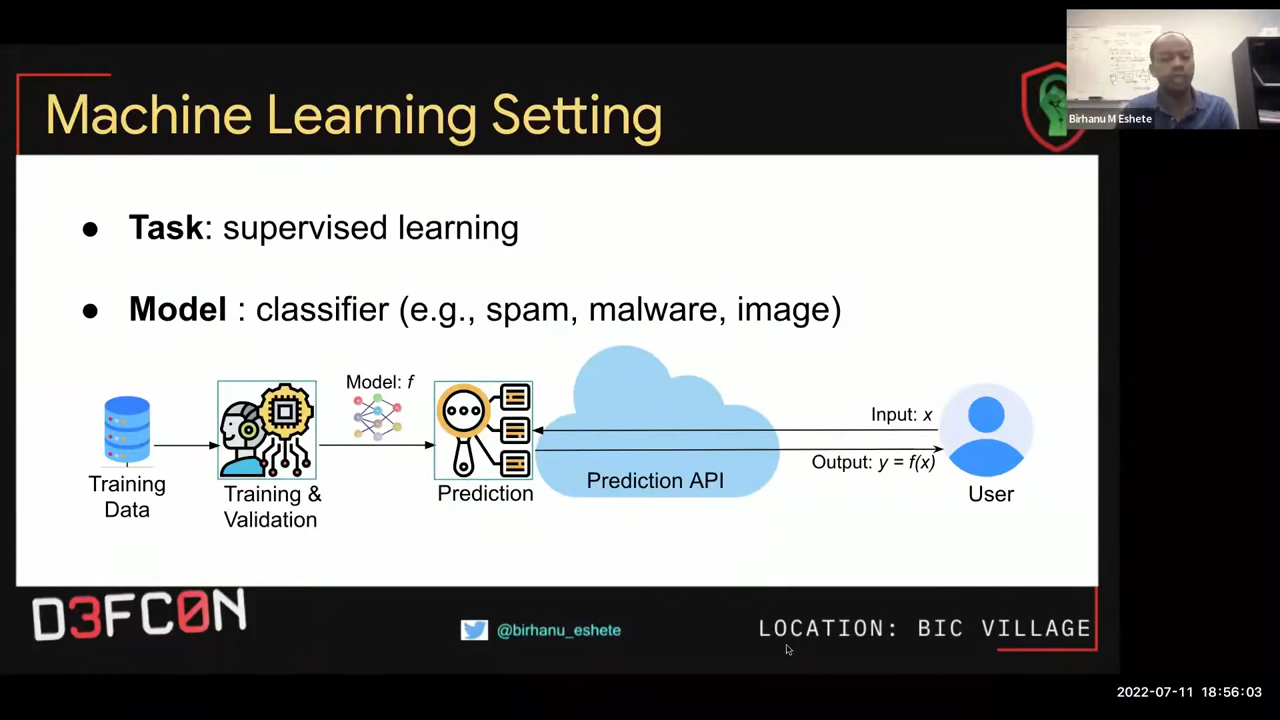 Machine Learning Setting
Birhanu M Eshete
● Task: supervised learning
● Model : classifier (e.g., spam, malware, image)
Model: f
Input: x
Output: y = f(x)
Prediction API
Training
Data
Training &
Validation
Prediction
User
D3FC0N
@birhanu_eshete
LOCATION: BIC VILLAGE
2022-07-11 18:56:03